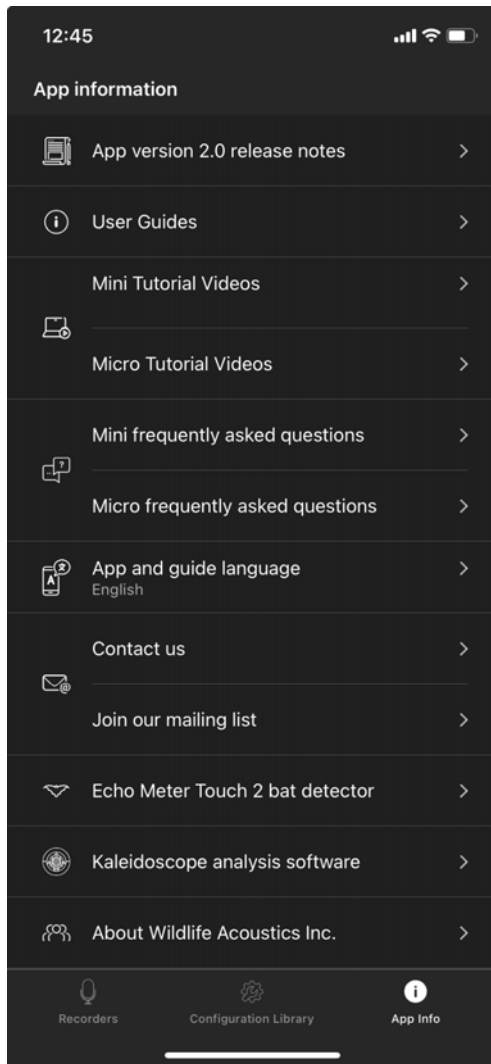 12:45
App information
App version 2.0 release notes
User Guides
Mini Tutorial Videos
Micro Tutorial Videos
Mini frequently asked questions
Micro frequently asked questions
App and guide language
English
Contact us
Join our mailing list
Echo Meter Touch 2 bat detector
Kaleidoscope analysis software
About Wildlife Acoustics Inc.
Recorders
Configuration Library
App Info